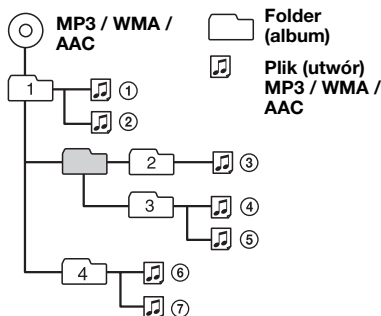 MP3 / WMA /
AAC
Folder
(album)
Plik (utwór)
MP3 / WMA /
AAC
1
①
②
2
③
3
④
⑤
4
⑥
⑦